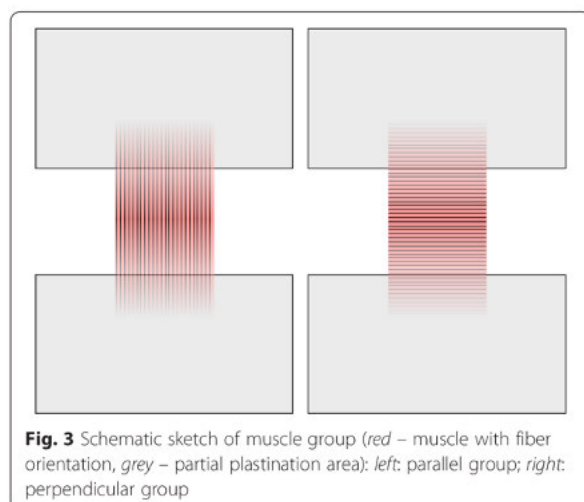 Fig. 3 Schematic sketch of muscle group (red – muscle with fiber
orientation, grey – partial plastination area): left: parallel group; right:
perpendicular group